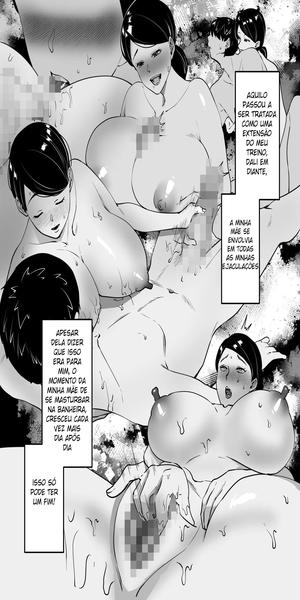 AQUILO
PASSOU A
SER TRATADA
COMO UMA
EXTENSÃO
DO MEU
TREINO,
DALI EM
DIANTE,
A MINHA
MÃE SE
ENVOLVIA
EM TODAS
AS MINHAS
EJACULAÇÕES
APESAR
DELA DIZER
QUE ISSO
ERA PARA
MIM, O
MOMENTO DA
MINHA MÃE DE
SE MASTURBAR
NA BANHEIRA,
CRESCEU CADA
VEZ MAIS
DIA APÓS
DIA
ISSO SÓ
PODE TER
UM FIM!